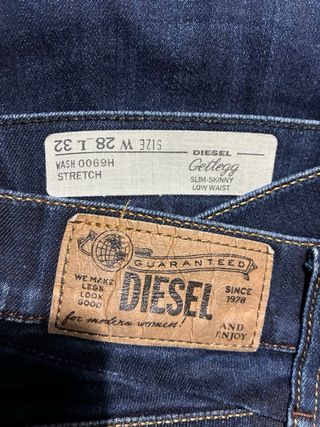 SIZE W 28 L 32
WASH 0069H
STRETCH
DIESEL
Getlegg
SLIM-SKINNY
LOW WAIST
GUARANTEED
WE MAKE
LEGS
LOOK
GOOD
DIESEL
SINCE
1978
for modern women!
AND
ENJOY